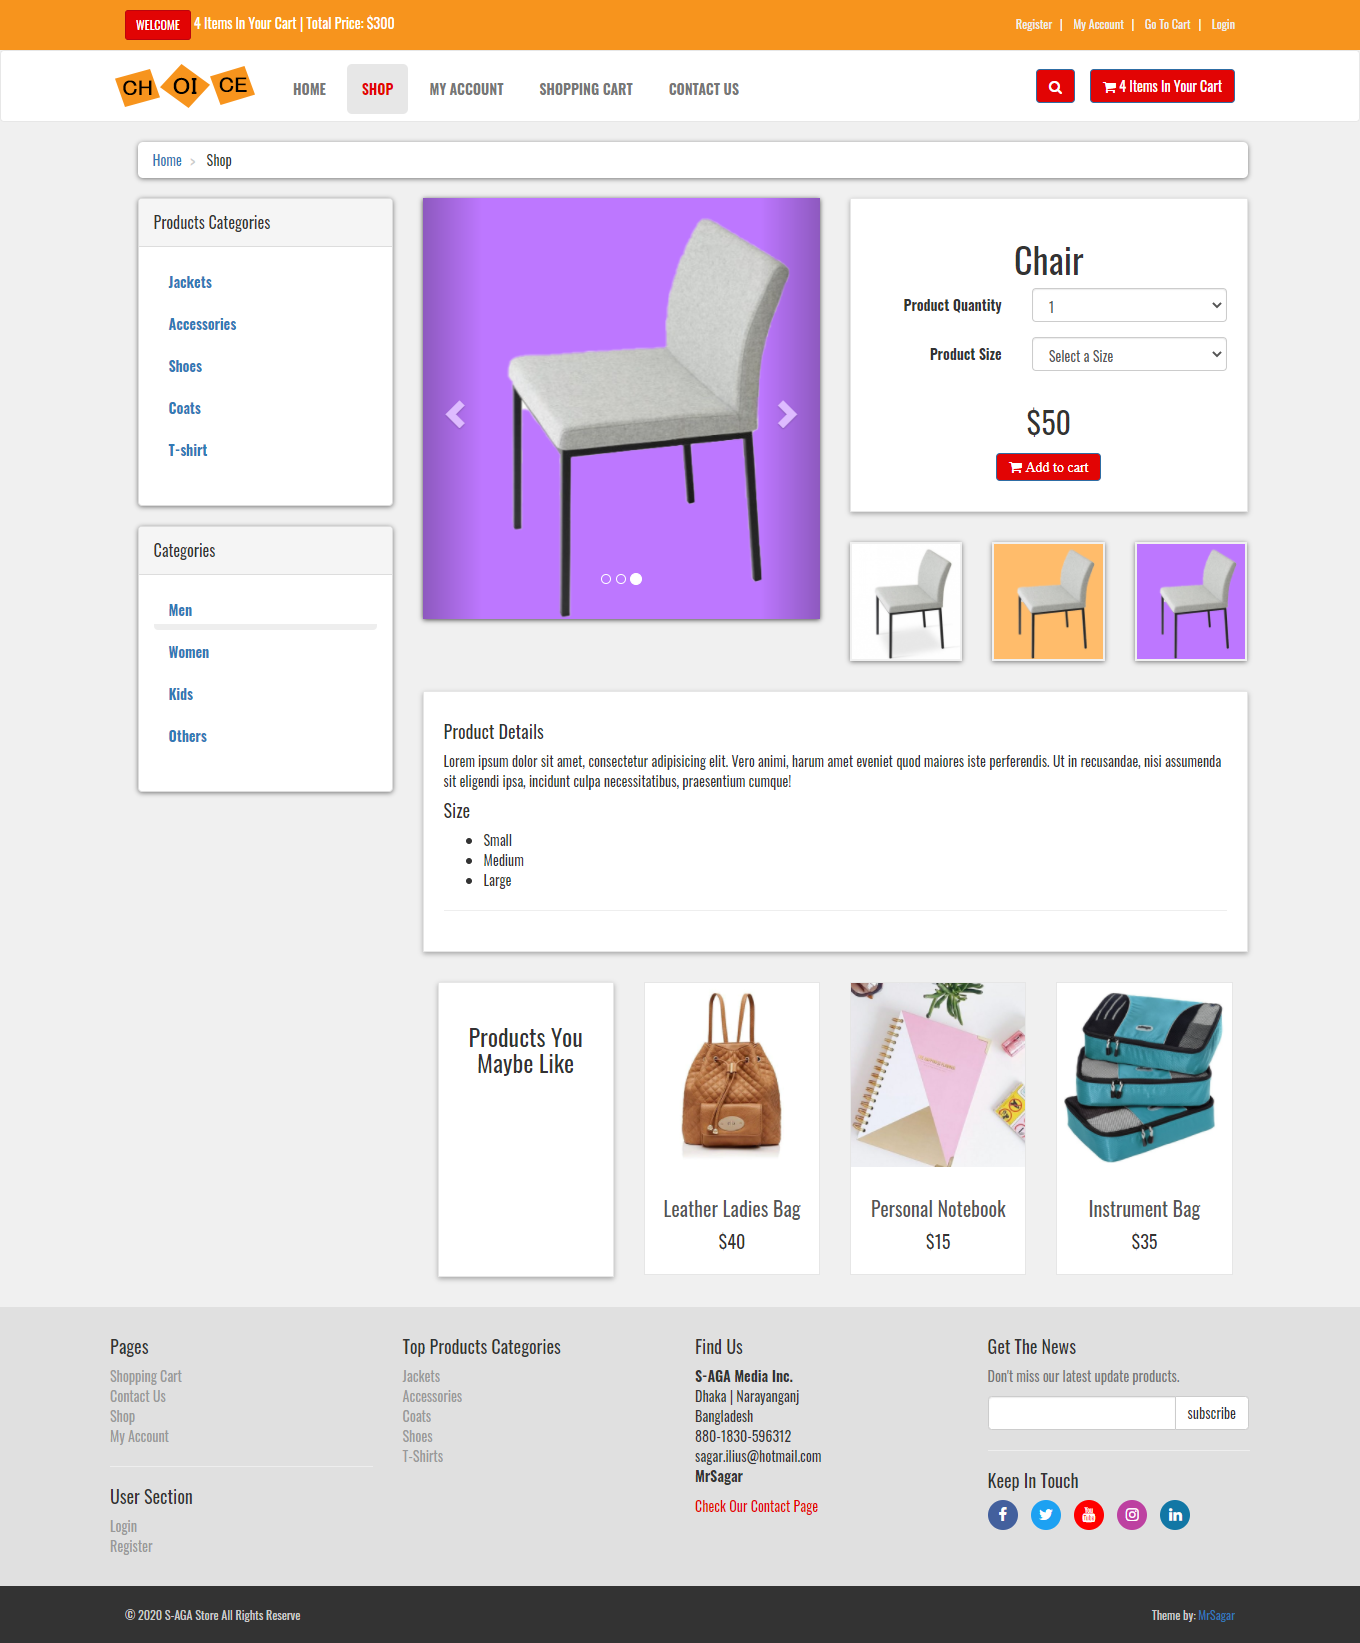 WELCOME 4 Items In Your Cart | Total Price: $300
Register | My Account | Go To Cart | Login
CH OI CE
HOME SHOP MY ACCOUNT SHOPPING CART CONTACT US
4 Items In Your Cart
Home > Shop
Products Categories
Jackets
Accessories
Shoes
Coats
T-shirt
Categories
Men
Women
Kids
Others
Chair
Product Quantity 1
Product Size Select a Size
$50
Add to cart
Product Details
Lorem ipsum dolor sit amet, consectetur adipisicing elit. Vero animi, harum amet eveniet quod maiores iste perferendis. Ut in recusandae, nisi assumenda
sit eligendi ipsa, incidunt culpa necessitatibus, praesentium cumque!
Size
Small
Medium
Large
Products You
Maybe Like
Leather Ladies Bag
$40
Personal Notebook
$15
Instrument Bag
$35
Pages
Shopping Cart
Contact Us
Shop
My Account
User Section
Login
Register
Top Products Categories
Jackets
Accessories
Coats
Shoes
T-Shirts
Find Us
S-AGA Media Inc.
Dhaka | Narayanganj
Bangladesh
880-1830-596312
sagar.ilius@hotmail.com
MrSagar
Check Our Contact Page
Get The News
Don't miss our latest update products.
subscribe
Keep In Touch
© 2020 S-AGA Store All Rights Reserve
Theme by: MrSagar